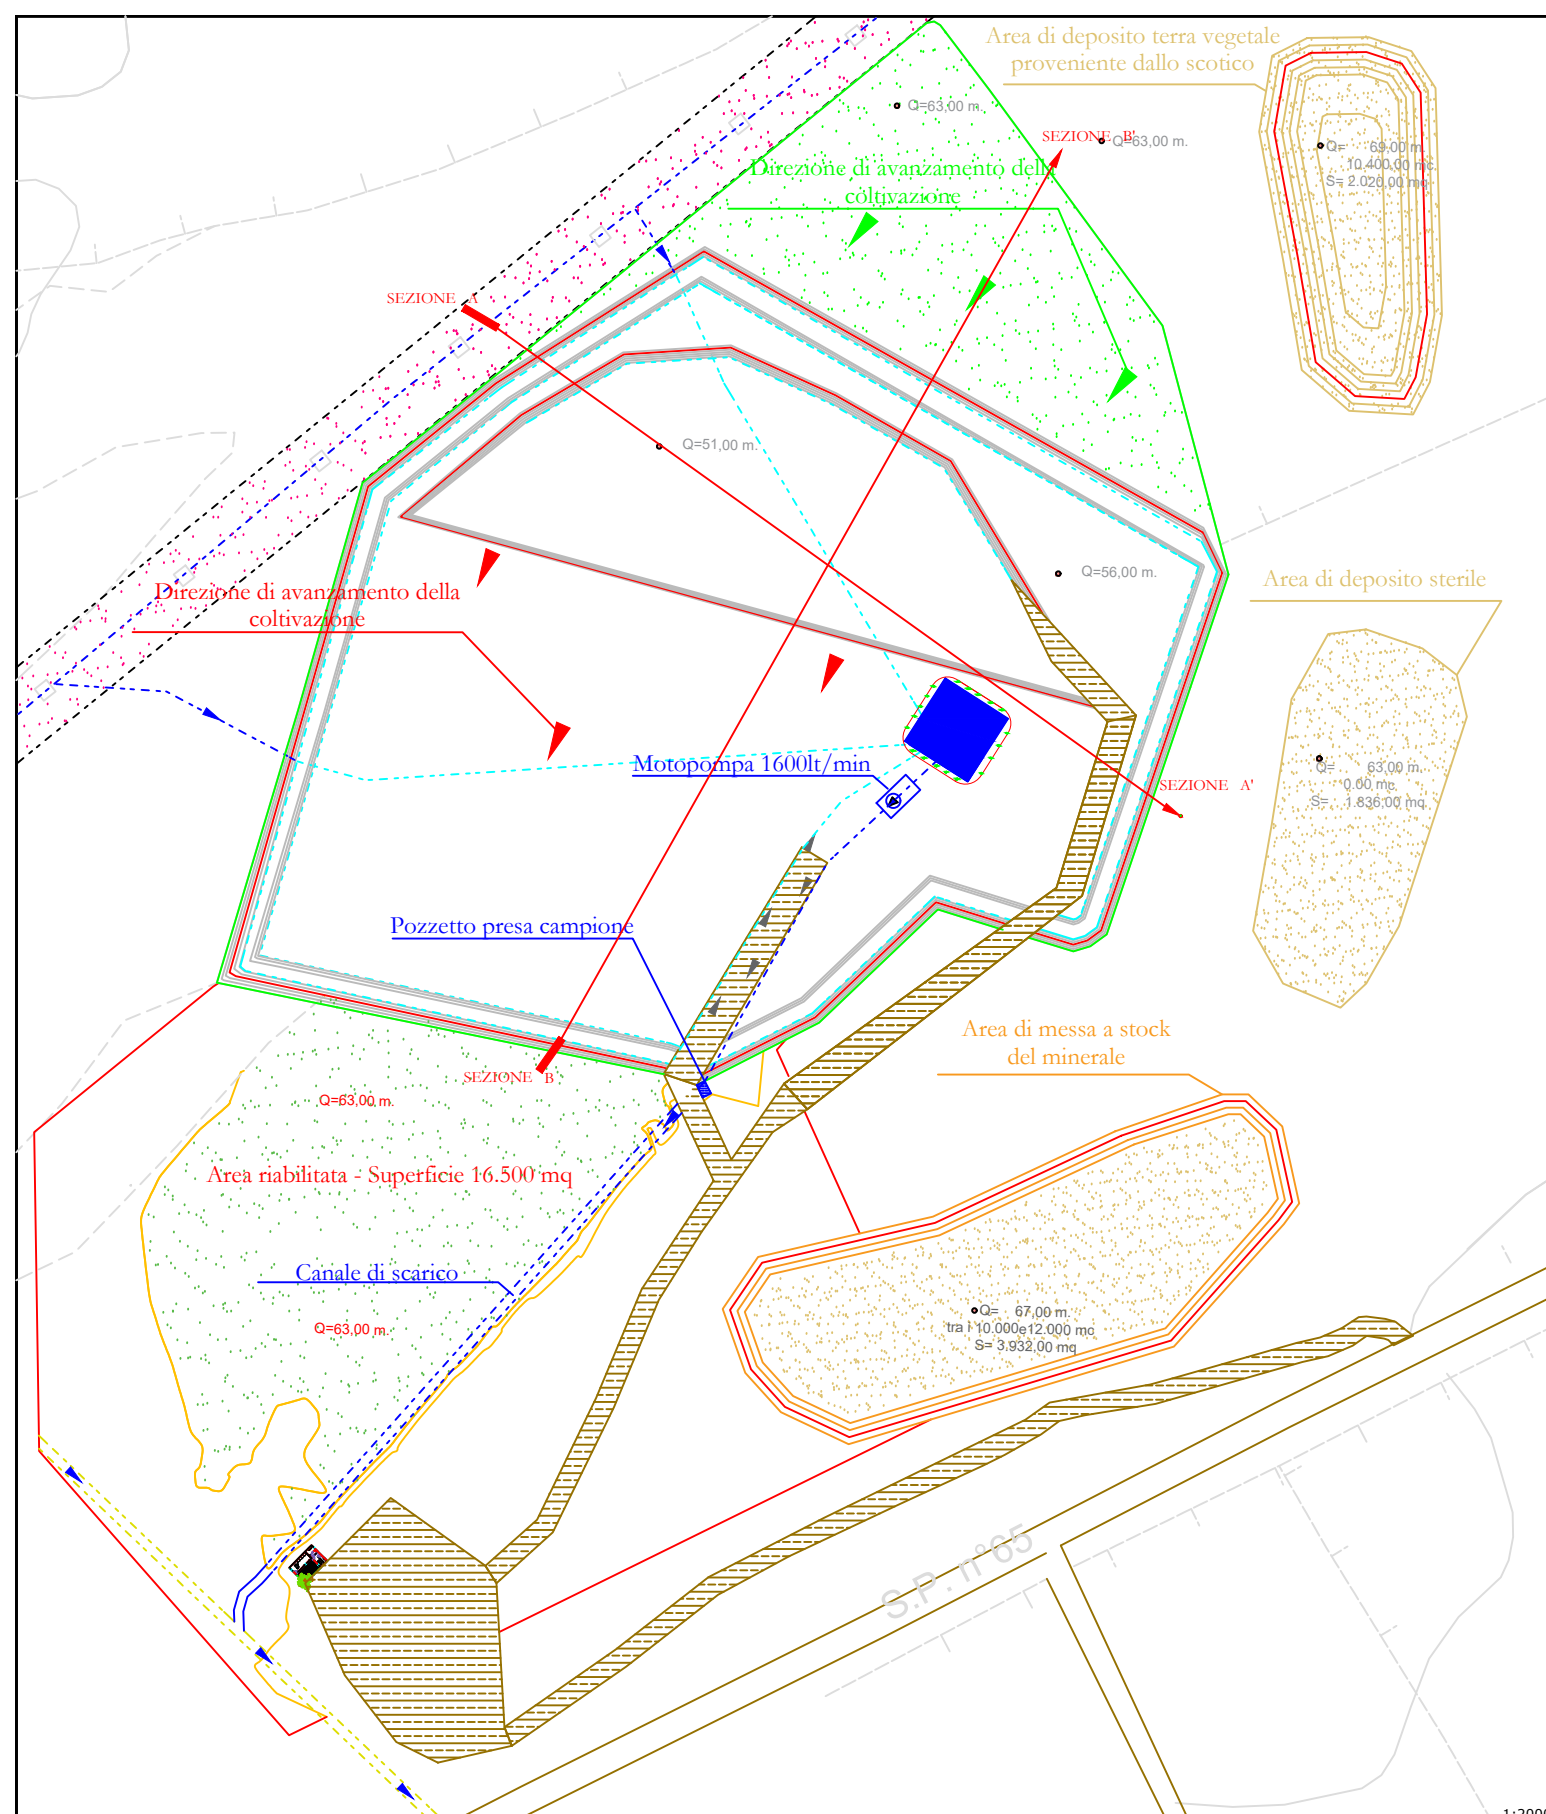 Area di deposito terra vegetale
proveniente dallo scotico
Q=63,00 m.
SEZIONE B'
Q=63,00 m.
Q= 69,00 m.
10.400,00 mc.
S= 2.020,00 mq.
Direzione di avanzamento della
coltivazione
SEZIONE A
Q=51,00 m.
Q=56,00 m.
Area di deposito sterile
Direzione di avanzamento della
coltivazione
Motopompa 1600lt/min
Q= 63,00 m.
0.00 mc.
S= 1.836,00 mq.
SEZIONE A'
Pozzetto presa campione
Area di messa a stock
del minerale
SEZIONE B
Q=63,00 m.
Area riabilitata - Superficie 16.500 mq
Canale di scarico
Q=63,00 m.
Q= 67,00 m.
tra i 10.000e12.000 mc
S= 3.932,00 mq
S.P. n°65